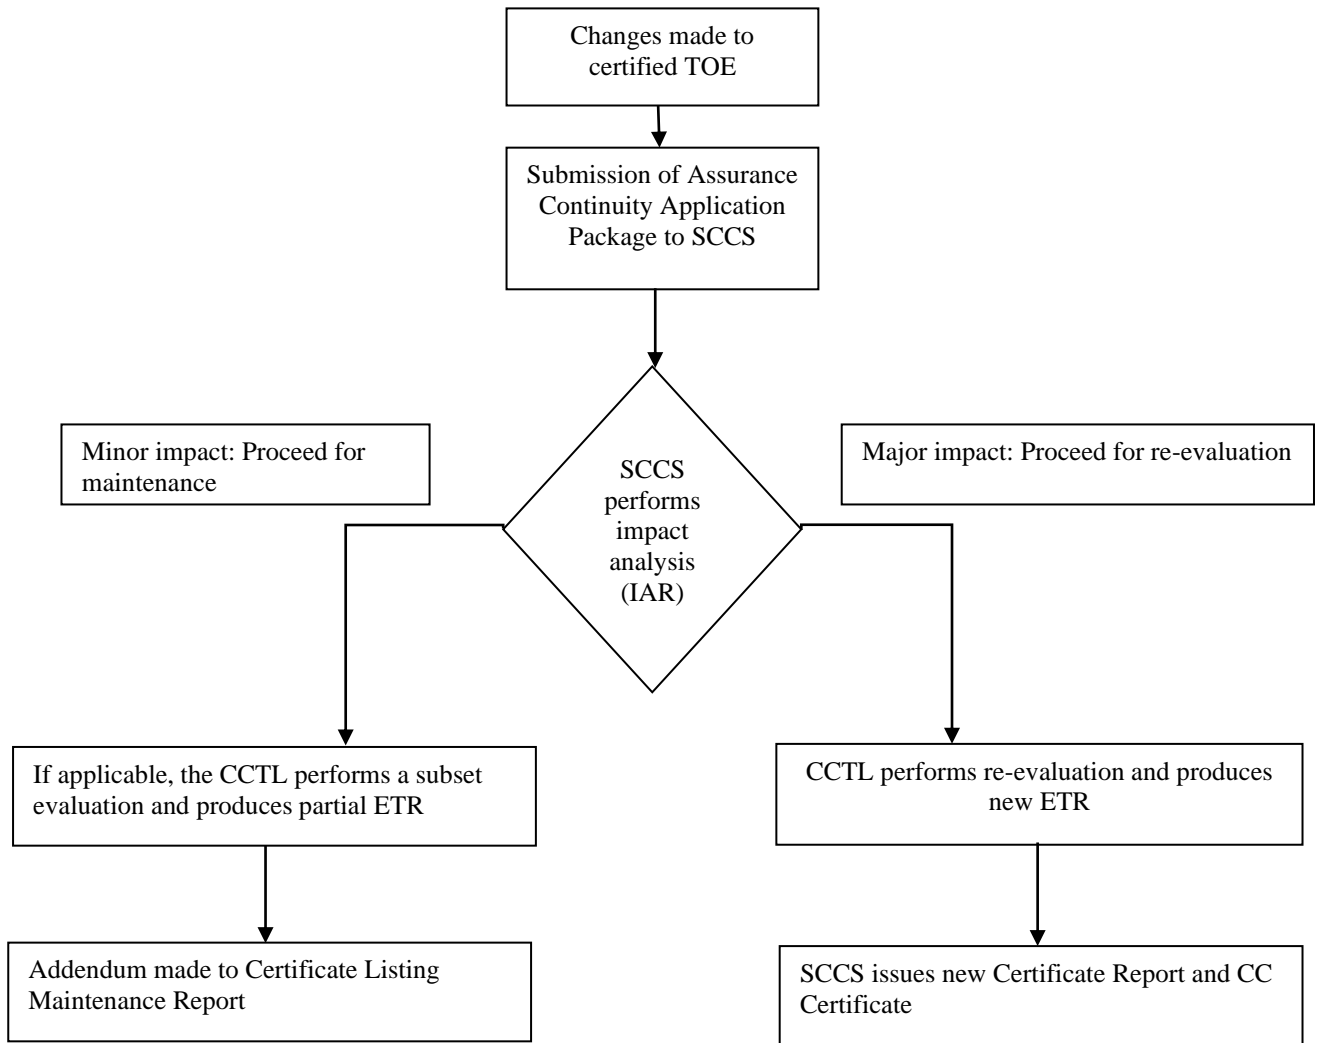 Changes made to
certified TOE
Submission of Assurance
Continuity Application
Package to SCCS
Minor impact: Proceed for
maintenance
SCCS
performs
impact
analysis
(IAR)
Major impact: Proceed for re-evaluation
If applicable, the CCTL performs a subset
evaluation and produces partial ETR
CCTL performs re-evaluation and produces
new ETR
Addendum made to Certificate Listing
Maintenance Report
SCCS issues new Certificate Report and CC
Certificate